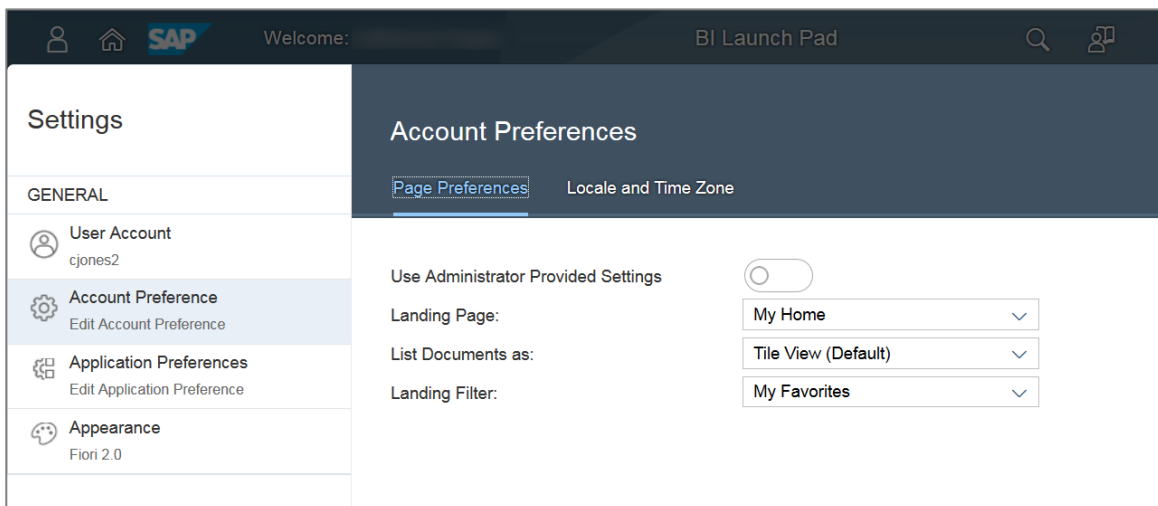 SAP Welcome: BI Launch Pad
Settings
GENERAL
User Account
cjones2
Account Preference
Edit Account Preference
Application Preferences
Edit Application Preference
Appearance
Fiori 2.0
Account Preferences
Page Preferences Locale and Time Zone
Use Administrator Provided Settings
Landing Page: My Home
List Documents as: Tile View (Default)
Landing Filter: My Favorites